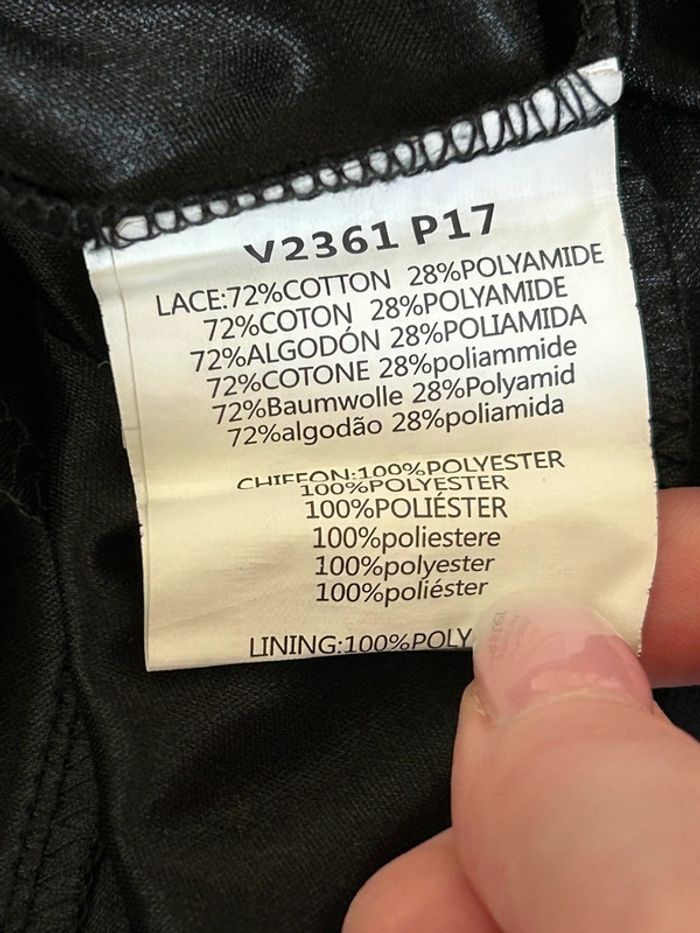 V2361 P17
LACE:72%COTTON 28%POLYAMIDE
72%COTON 28%POLYAMIDE
72%ALGODÓN 28%POLIAMIDA
72%COTONE 28%poliammide
72%Baumwolle 28%Polyamid
72%algodão 28%poliamida
CHIFFON:100%POLYESTER
100%POLYESTER
100%POLIÉSTER
100%poliestere
100%polyester
100%poliéster
LINING:100%POLY